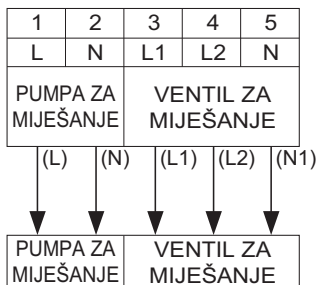 1 2 3 4 5
L N L1 L2 N
PUMPA ZA MIJEŠANJE
VENTIL ZA MIJEŠANJE
(L) (N) (L1) (L2) (N1)
PUMPA ZA MIJEŠANJE
VENTIL ZA MIJEŠANJE